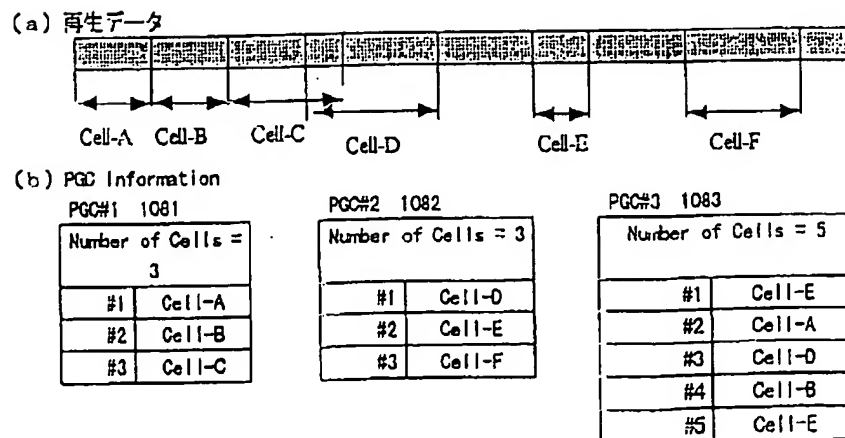 (a) 再生データ
Cell-A Cell-B Cell-C Cell-D Cell-E Cell-F
(b) PGC Information
PGC#1 1081
Number of Cells =
3
#1 Cell-A
#2 Cell-B
#3 Cell-C
PGC#2 1082
Number of Cells = 3
#1 Cell-D
#2 Cell-E
#3 Cell-F
PGC#3 1083
Number of Cells = 5
#1 Cell-E
#2 Cell-A
#3 Cell-D
#4 Cell-B
#5 Cell-E